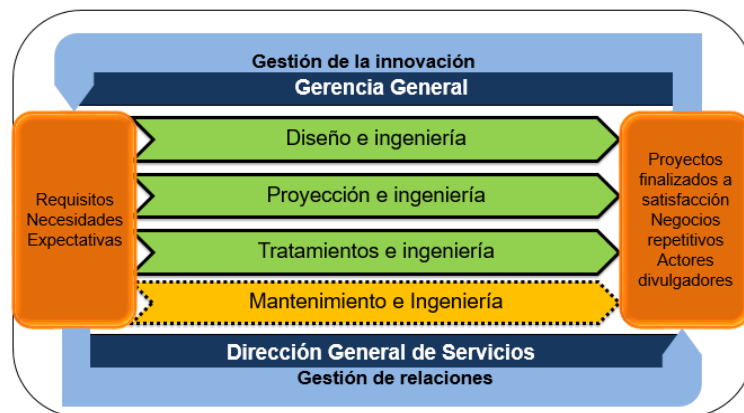 Gestión de la innovación
Gerencia General
Requisitos
Necesidades
Expectativas
Diseño e ingeniería
Proyección e ingeniería
Tratamientos e ingeniería
Mantenimiento e Ingeniería
Proyectos
finalizados a
satisfacción
Negocios
repetitivos
Actores
divulgadores
Dirección General de Servicios
Gestión de relaciones